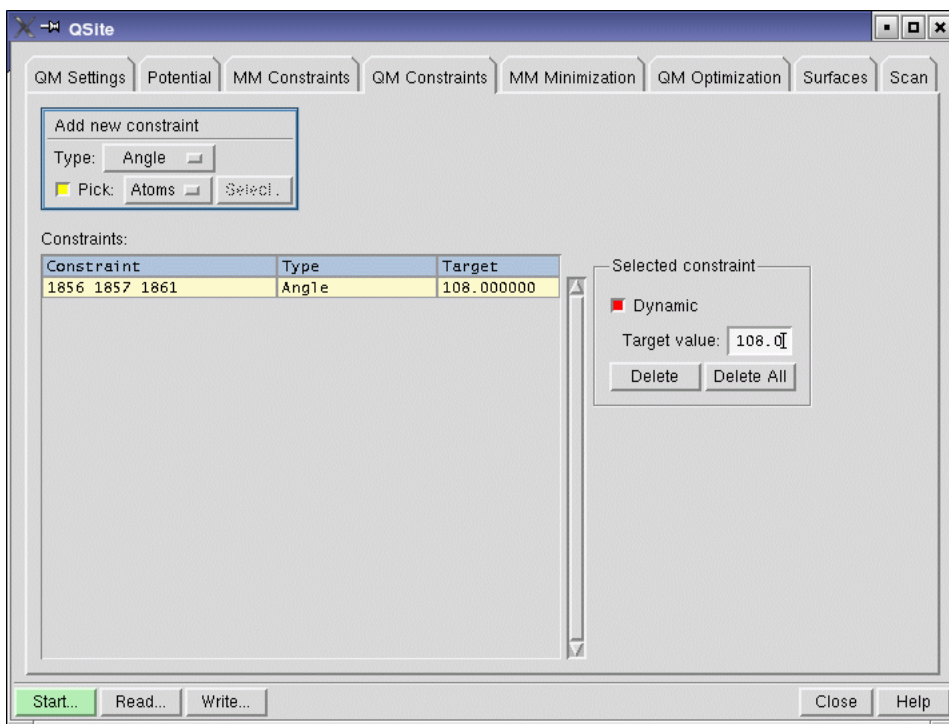 QSite
QM Settings Potential MM Constraints QM Constraints MM Minimization QM Optimization Surfaces Scan
Add new constraint
Type: Angle
Pick: Atoms Select...
Constraints:
Constraint Type Target
1856 1857 1861 Angle 108.000000
Selected constraint
Dynamic
Target value: 108.0
Delete Delete All
Start... Read... Write... Close Help